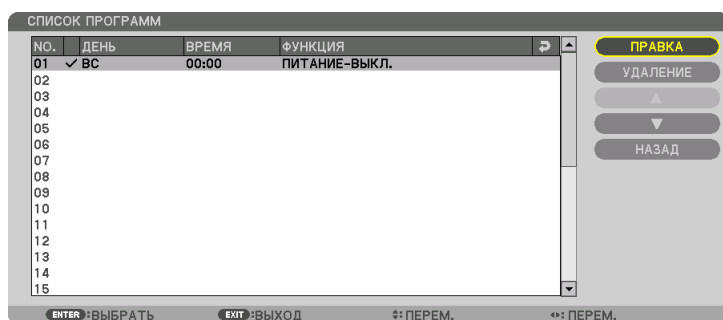 СПИСОК ПРОГРАММ
NO. ДЕНЬ ВРЕМЯ ФУНКЦИЯ
01 ✓ ВС 00:00 ПИТАНИЕ-ВЫКЛ.
02
03
04
05
06
07
08
09
10
11
12
13
14
15
ПРАВКА
УДАЛЕНИЕ
▲
▼
НАЗАД
ENTER:ВЫБРАТЬ EXIT:ВЫХОД ПЕРЕМ. ПЕРЕМ.